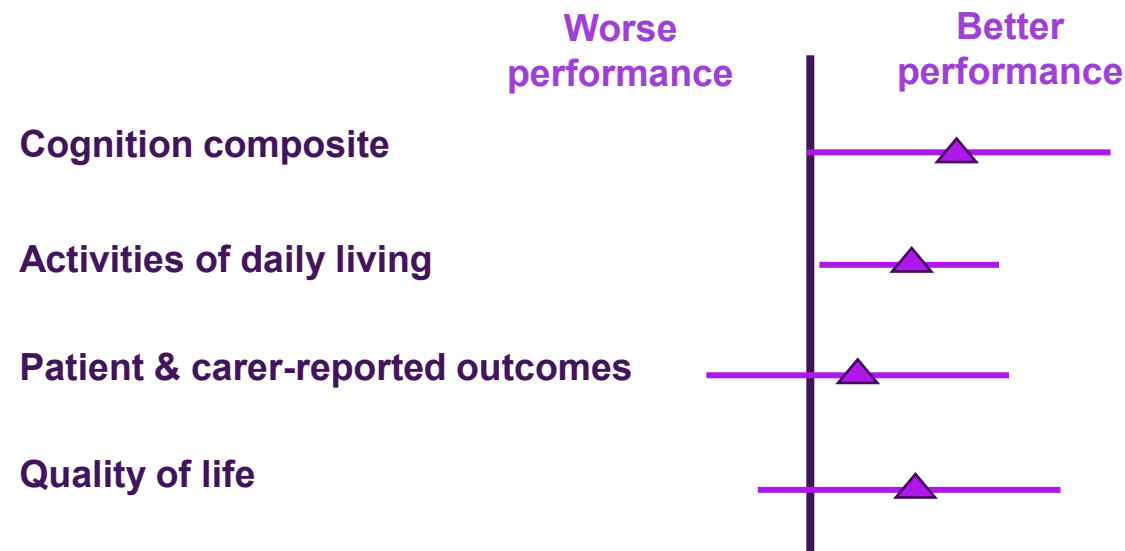 Worse
performance
Better
performance
Cognition composite
Activities of daily living
Patient & carer-reported outcomes
Quality of life